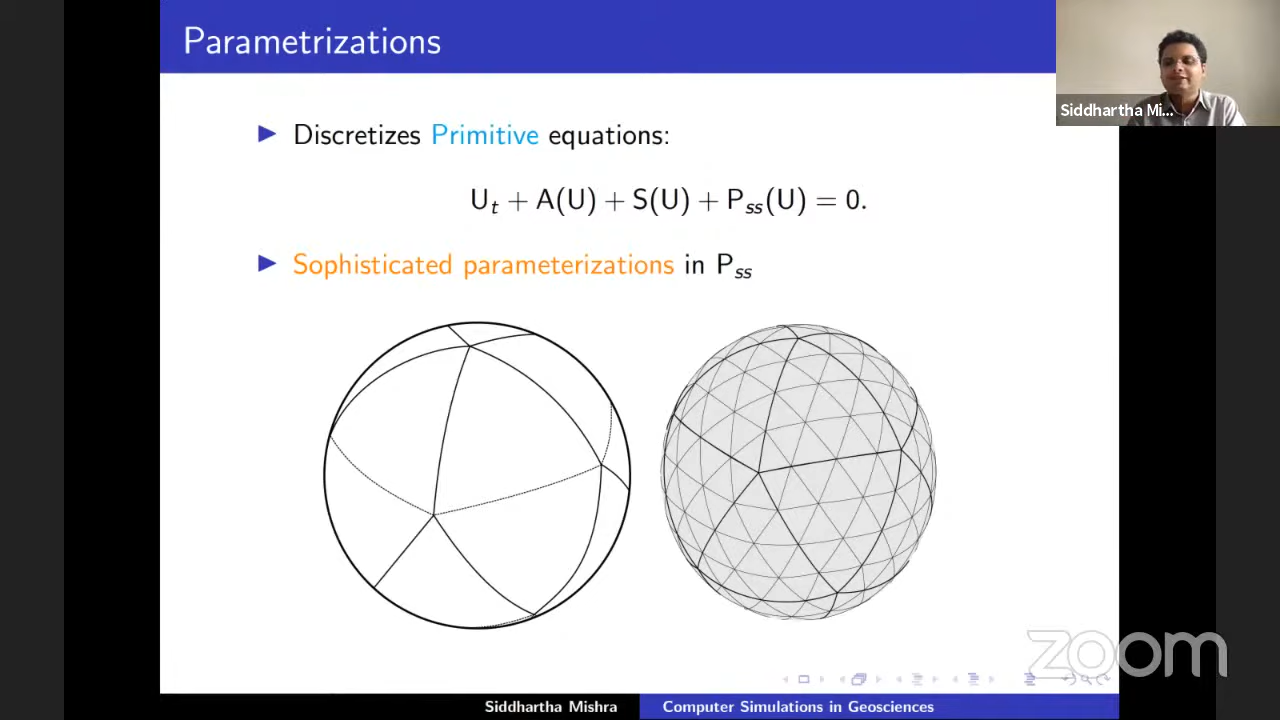 Parametrizations
Siddhartha Mi...
Discretizes Primitive equations:
U_t + A(U) + S(U) + P_ss(U) = 0.
Sophisticated parameterizations in P_ss
zoom
Siddhartha Mishra
Computer Simulations in Geosciences